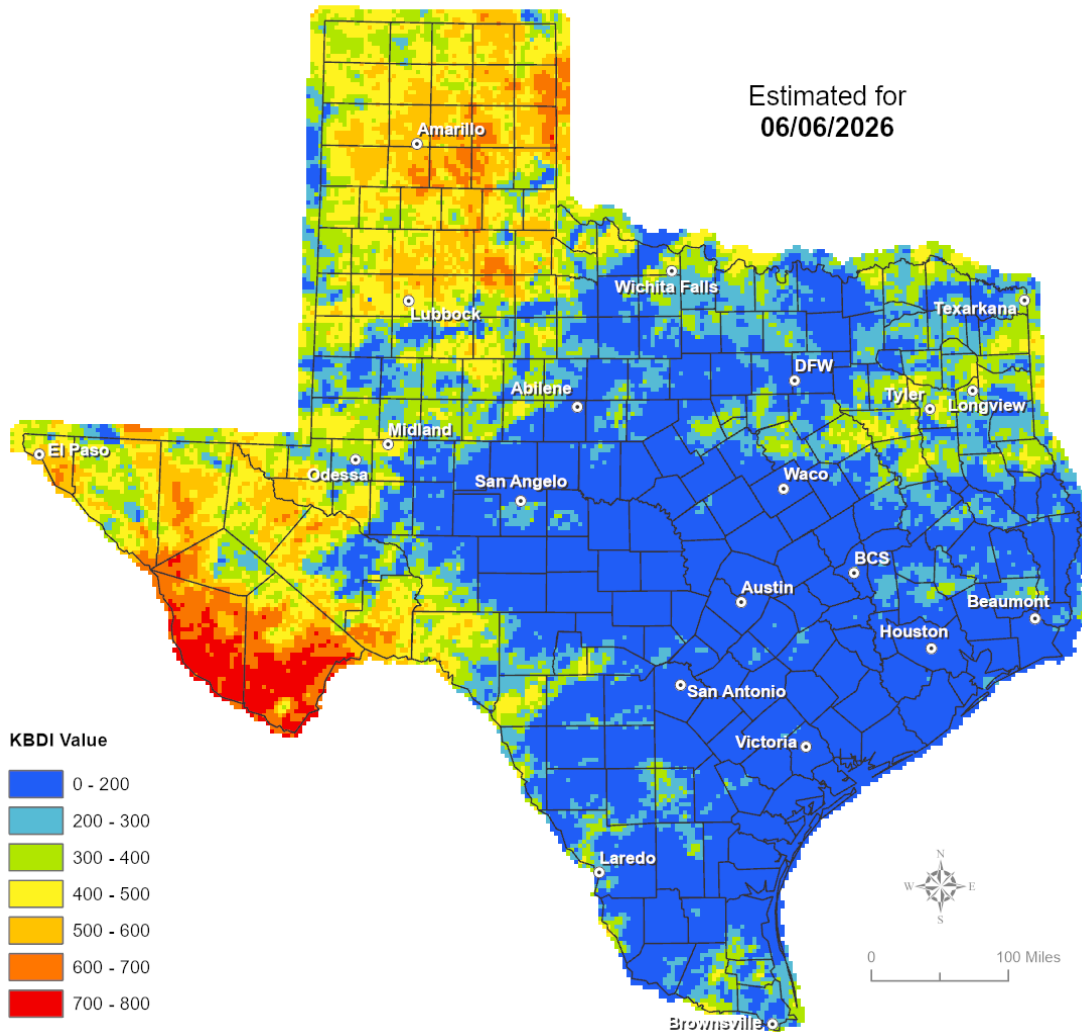 Estimated for
06/06/2026
Amarillo
Wichita Falls
Texarkana
Lubbock
DFW
Abilene
Tyler
Longview
Midland
El Paso
Odessa
San Angelo
Waco
BCS
Austin
Beaumont
Houston
San Antonio
Victoria
Laredo
Brownsville
KBDI Value
0 - 200
200 - 300
300 - 400
400 - 500
500 - 600
600 - 700
700 - 800
N
W E
S
0 100 Miles